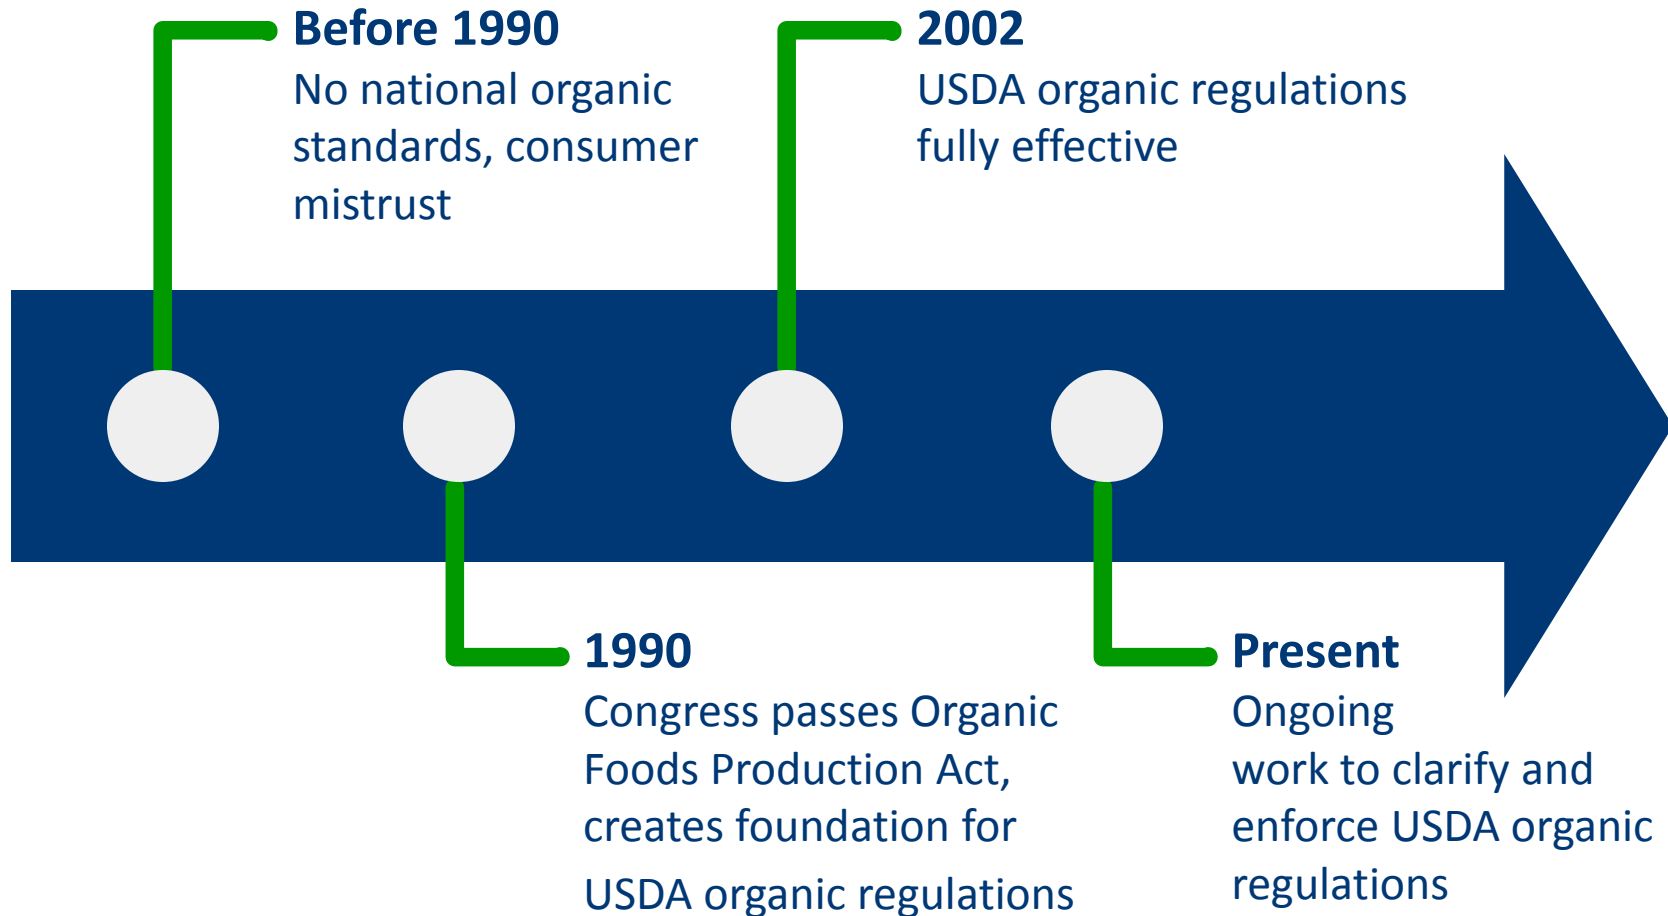 Before 1990
No national organic
standards, consumer
mistrust
1990
Congress passes Organic
Foods Production Act,
creates foundation for
USDA organic regulations
2002
USDA organic regulations
fully effective
Present
Ongoing
work to clarify and
enforce USDA organic
regulations